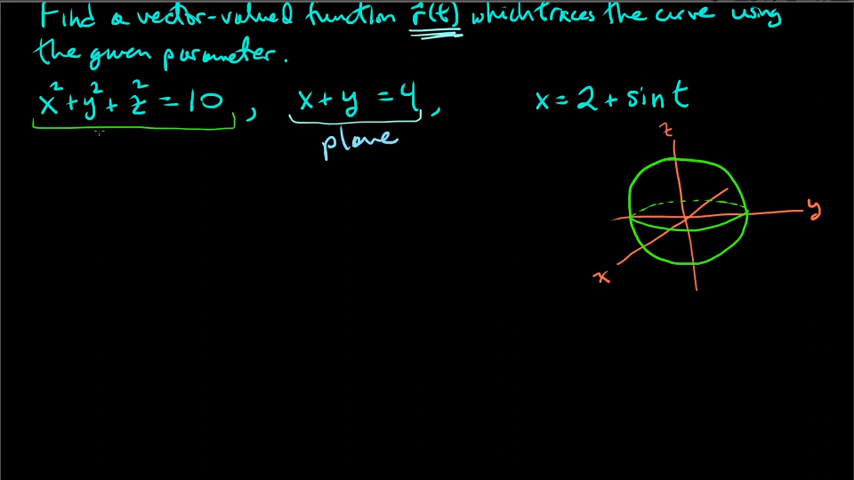 Find a vector-valued function r⃗(t) which traces the curve using
the given parameter.
x² + y² + z² = 10, x + y = 4, x = 2 + sin t
plane
z
y
x